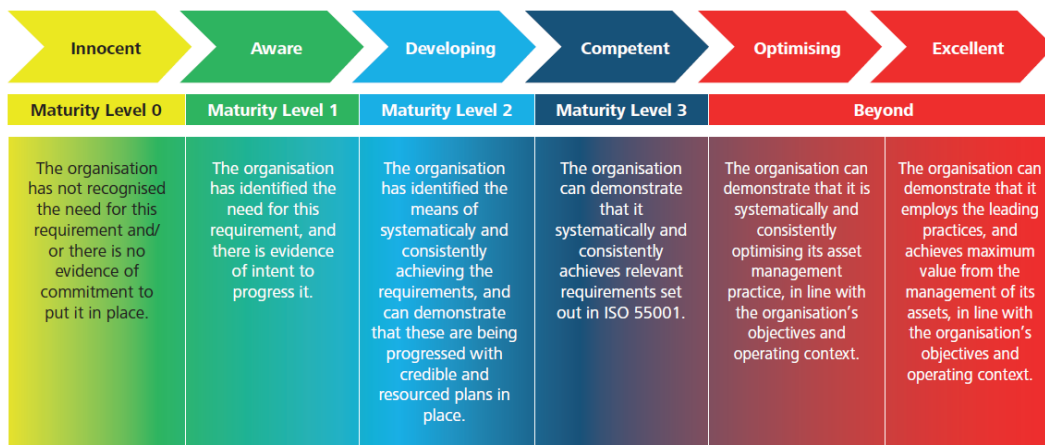 Innocent
Aware
Developing
Competent
Optimising
Excellent
Maturity Level 0
Maturity Level 1
Maturity Level 2
Maturity Level 3
Beyond
The organisation
has not recognised
the need for this
requirement and/
or there is no
evidence of
commitment to
put it in place.
The organisation
has identified the
need for this
requirement, and
there is evidence
of intent to
progress it.
The organisation
has identified the
means of
systematicaly and
consistently
achieving the
requirements, and
can demonstrate
that these are being
progressed with
credible and
resourced plans in
place.
The organisation
can demonstrate
that it
systematically and
consistently
achieves relevant
requirements set
out in ISO 55001.
The organisation can
demonstrate that it is
systematically and
consistently
optimising its asset
management
practice, in line with
the organisation’s
objectives and
operating context.
The organisation can
demonstrate that it
employs the leading
practices, and
achieves maximum
value from the
management of its
assets, in line with
the organisation’s
objectives and
operating context.